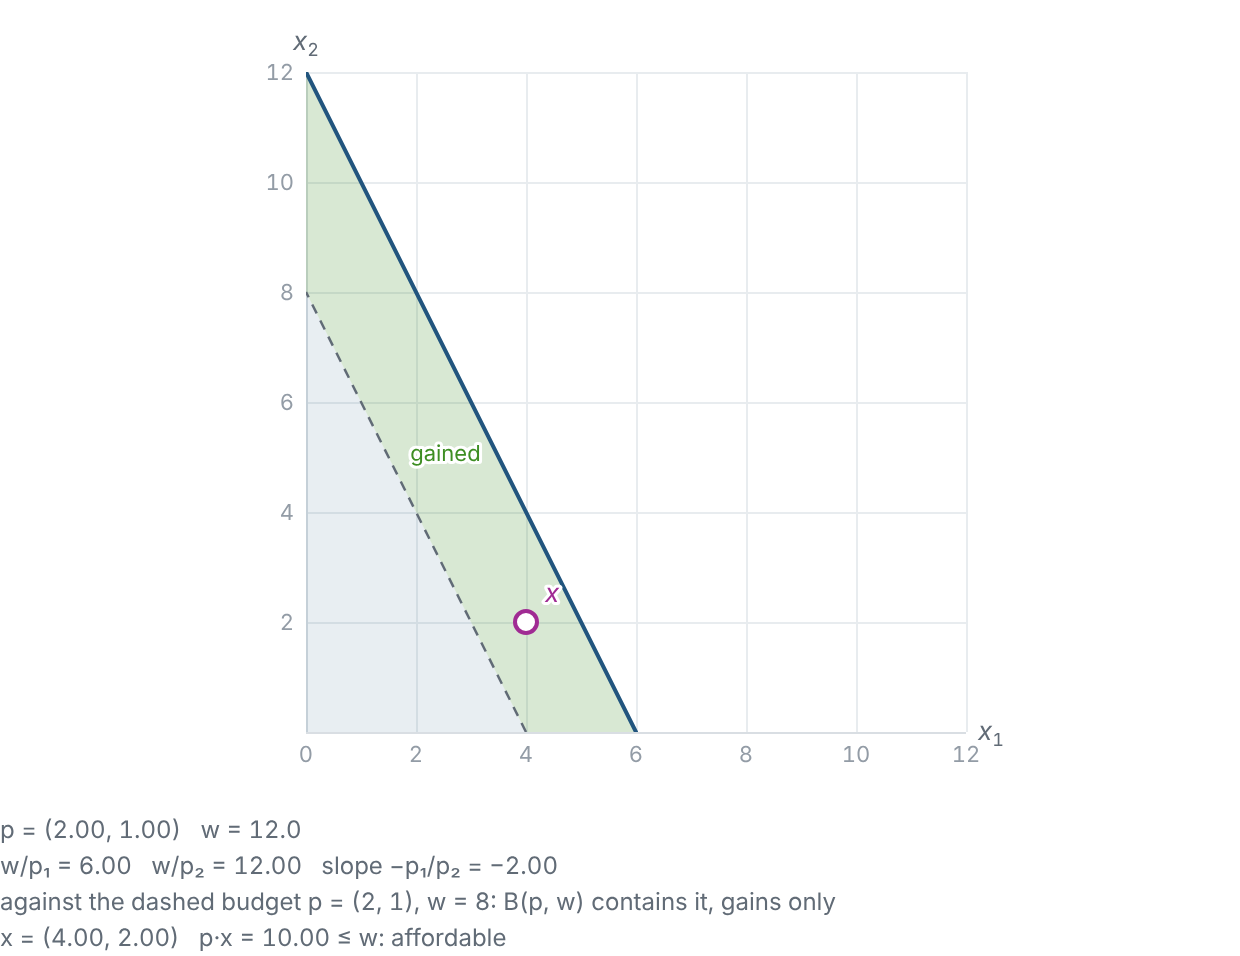 x₂
12
10
8
6
gained
4
x
2
x₁
0 2 4 6 8 10 12
p = (2.00, 1.00) w = 12.0
w/p₁ = 6.00 w/p₂ = 12.00 slope −p₁/p₂ = −2.00
against the dashed budget p = (2, 1), w = 8: B(p, w) contains it, gains only
x = (4.00, 2.00) p·x = 10.00 ≤ w: affordable